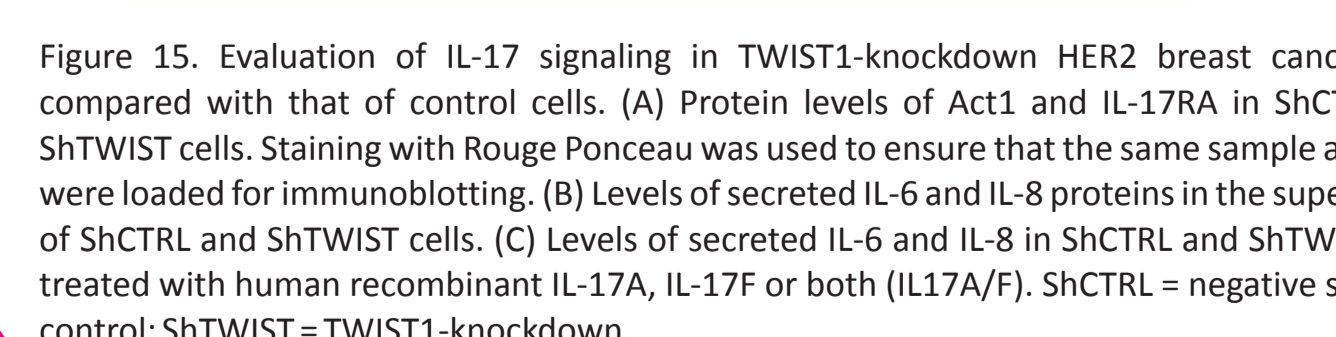 Figure 15. Evaluation of IL-17 signaling in TWIST1-knockdown HER2 breast
compared with that of control cells. (A) Protein levels of Act1 and IL-17RA in
ShTWIST cells. Staining with Rouge Ponceau was used to ensure that the same sample
were loaded for immunoblotting. (B) Levels of secreted IL-6 and IL-8 proteins in the
of ShCTRL and ShTWIST cells. (C) Levels of secreted IL-6 and IL-8 in ShCTRL and
treated with human recombinant IL-17A, IL-17F or both (IL17A/F). ShCTRL = negative
control; ShTWIST = TWIST1-knockdown